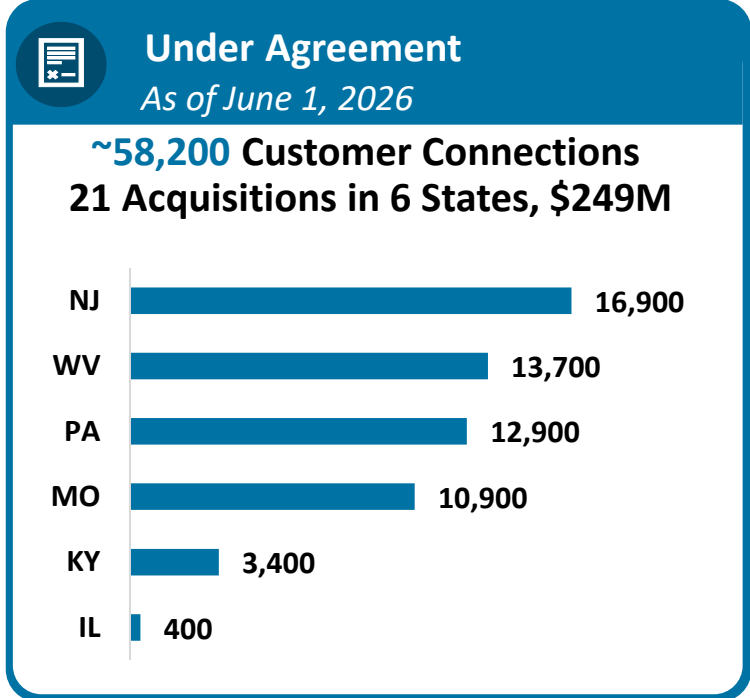 Under Agreement
As of June 1, 2026
~58,200 Customer Connections
21 Acquisitions in 6 States, $249M
NJ 16,900
WV 13,700
PA 12,900
MO 10,900
KY 3,400
IL 400